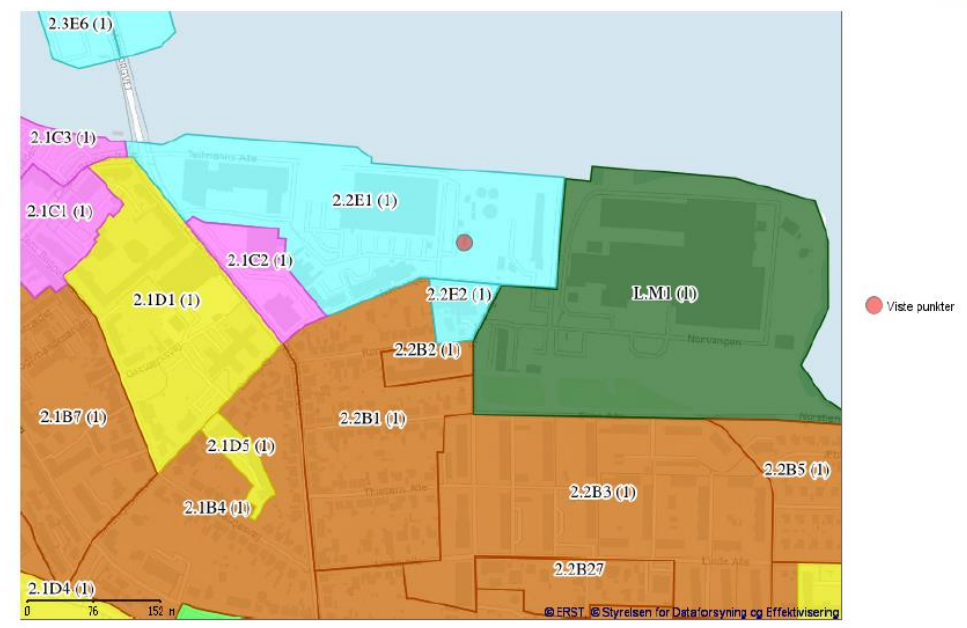 2.3E6 (1)
2.1C3 (1)
2.2E1 (1)
2.1C1 (1)
2.1C2 (1)
2.2E2 (1)
L.M1 (1)
2.1D1 (1)
Viste punkter
2.2B2 (1)
2.1B7 (1)
2.2B1 (1)
2.1D5 (1)
2.2B5 (1)
2.2B3 (1)
2.1B4 (1)
2.2B27
2.1D4 (1)
0 76 152 M
© ERST, © Styrelsen for Dataforsyning og Effektivisering